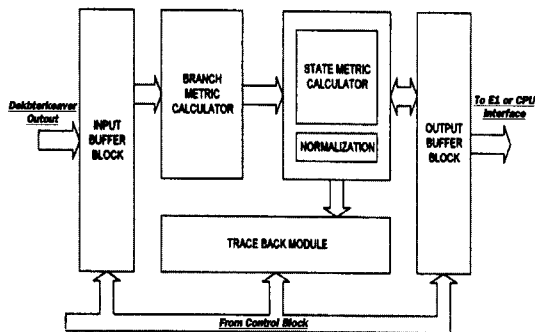 Dekbterkeaver
Outout
INPUT
BUFFER
BLOCK
BRANCH
METRIC
CALCULATOR
STATE METRIC
CALCULATOR
NORMALIZATION
TRACE BACK MODULE
OUTPUT
BUFFER
BLOCK
To E1 or CPU
Interface
From Control Block